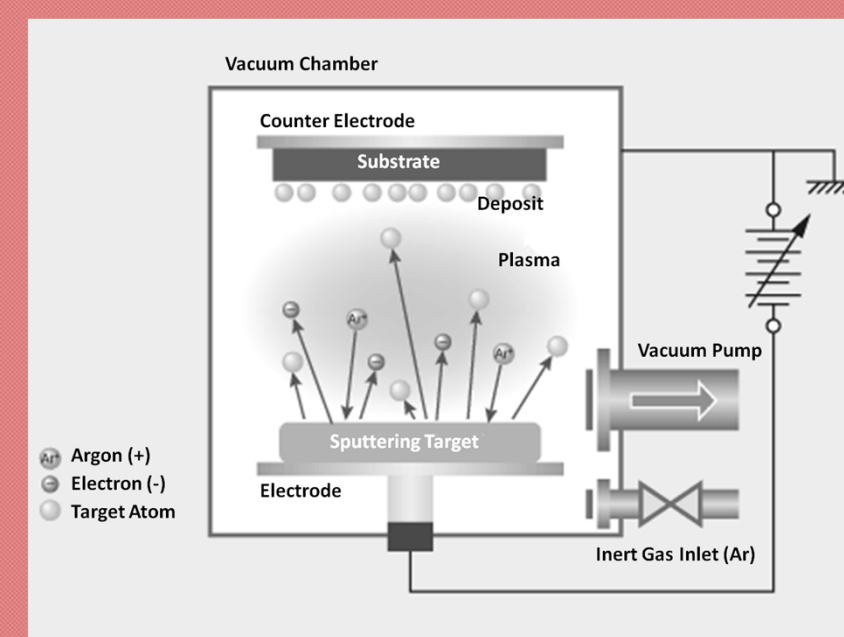 Vacuum Chamber
Counter Electrode
Substrate
Deposit
Plasma
Ar⁺
Ar⁺
Vacuum Pump
Sputtering Target
Ar⁺ Argon (+)
Electron (-)
Target Atom
Electrode
Inert Gas Inlet (Ar)